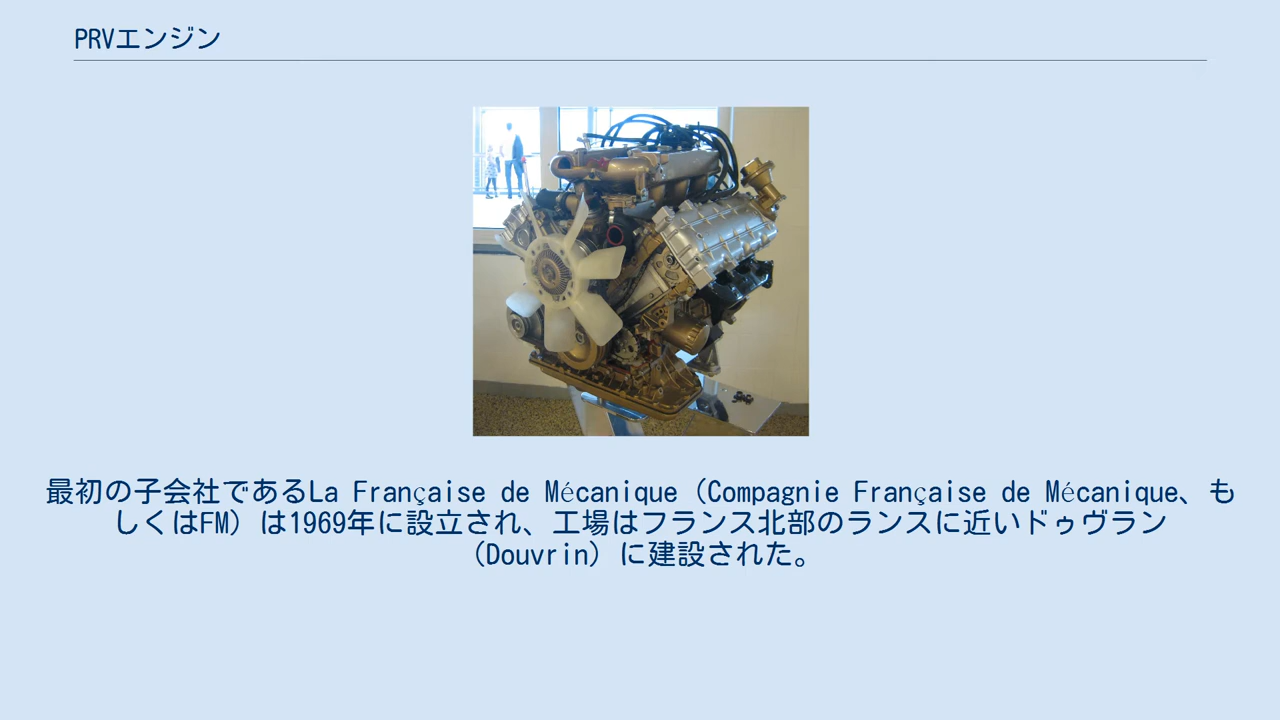 PRVエンジン
最初の子会社であるLa Française de Mécanique（Compagnie Française de Mécanique、も
しくはFM）は1969年に設立され、工場はフランス北部のランスに近いドゥヴラン
（Douvrin）に建設された。